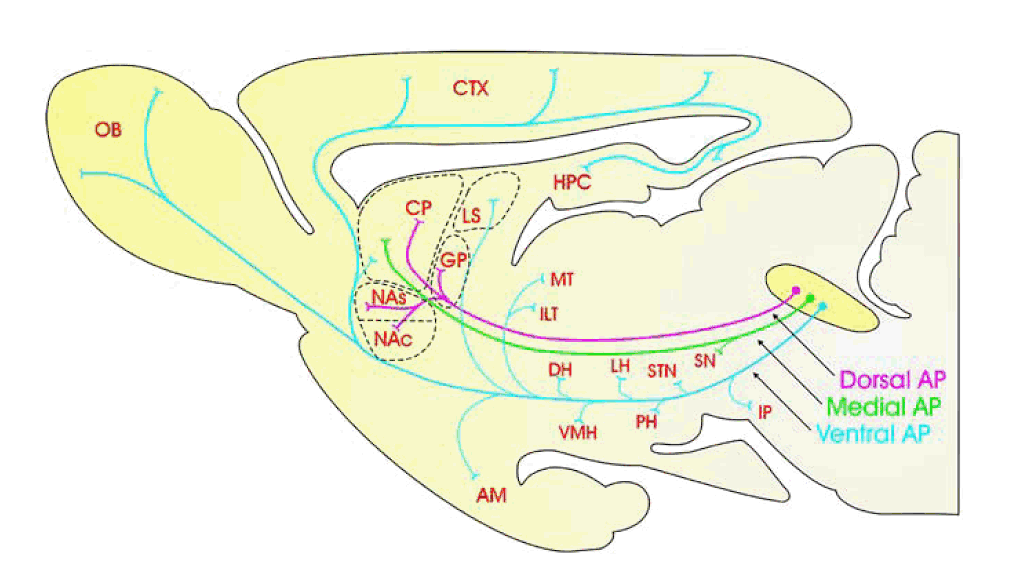 CTX
OB
HPC
CP
LS
GP
MT
NAs
ILT
NAc
DH
LH
STN
SN
Dorsal AP
Medial AP
IP
PH
VMH
Ventral AP
AM